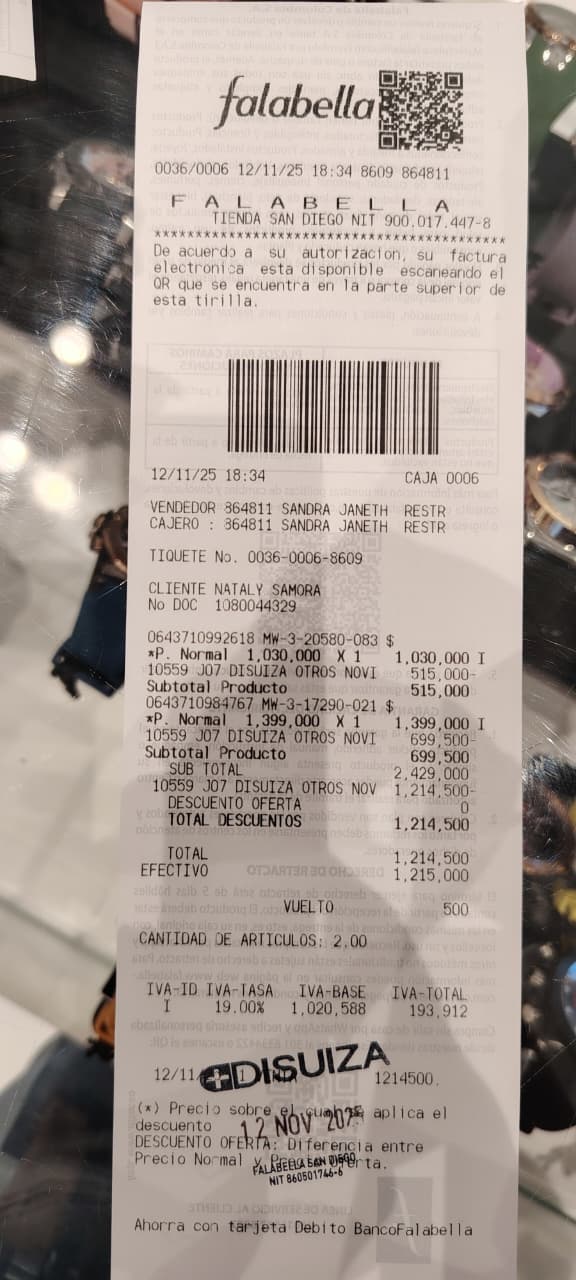 falabella
0036/0006 12/11/25 18:34 8609 864811
F A L A B E L L A
TIENDA SAN DIEGO NIT 900.017.447-8
******************************************
De acuerdo a su autorizacion, su factura
electronica esta disponible escaneando el
QR que se encuentra en la parte superior de
esta tirilla.
12/11/25 18:34 CAJA 0006
VENDEDOR 864811 SANDRA JANETH RESTR
CAJERO : 864811 SANDRA JANETH RESTR
TIQUETE No. 0036-0006-8609
CLIENTE NATALY SAMORA
No DOC 1080044329
0643710992618 MW-3-20580-083 $
*P. Normal 1,030,000 X 1 1,030,000 I
10559 J07 DISUIZA OTROS NOVI 515,000-
Subtotal Producto 515,000
0643710984767 MW-3-17290-021 $
*P. Normal 1,399,000 X 1 1,399,000 I
10559 J07 DISUIZA OTROS NOVI 699,500-
Subtotal Producto 699,500
SUB TOTAL 2,429,000
10559 J07 DISUIZA OTROS NOV 1,214,500-
DESCUENTO OFERTA 0
TOTAL DESCUENTOS 1,214,500
TOTAL 1,214,500
EFECTIVO 1,215,000
VUELTO 500
CANTIDAD DE ARTICULOS: 2.00
IVA-ID IVA-TASA IVA-BASE IVA-TOTAL
I 19.00% 1,020,588 193,912
DISUIZA
12/11 1214500.
(*) Precio sobre el cual se aplica el
descuento
12 NOV 2025
DESCUENTO OFERTA: Diferencia entre
Precio Normal y Precio Oferta.
FALABELLA SAN DIEGO
NIT 860501746-6
Ahorra con tarjeta Debito BancoFalabella